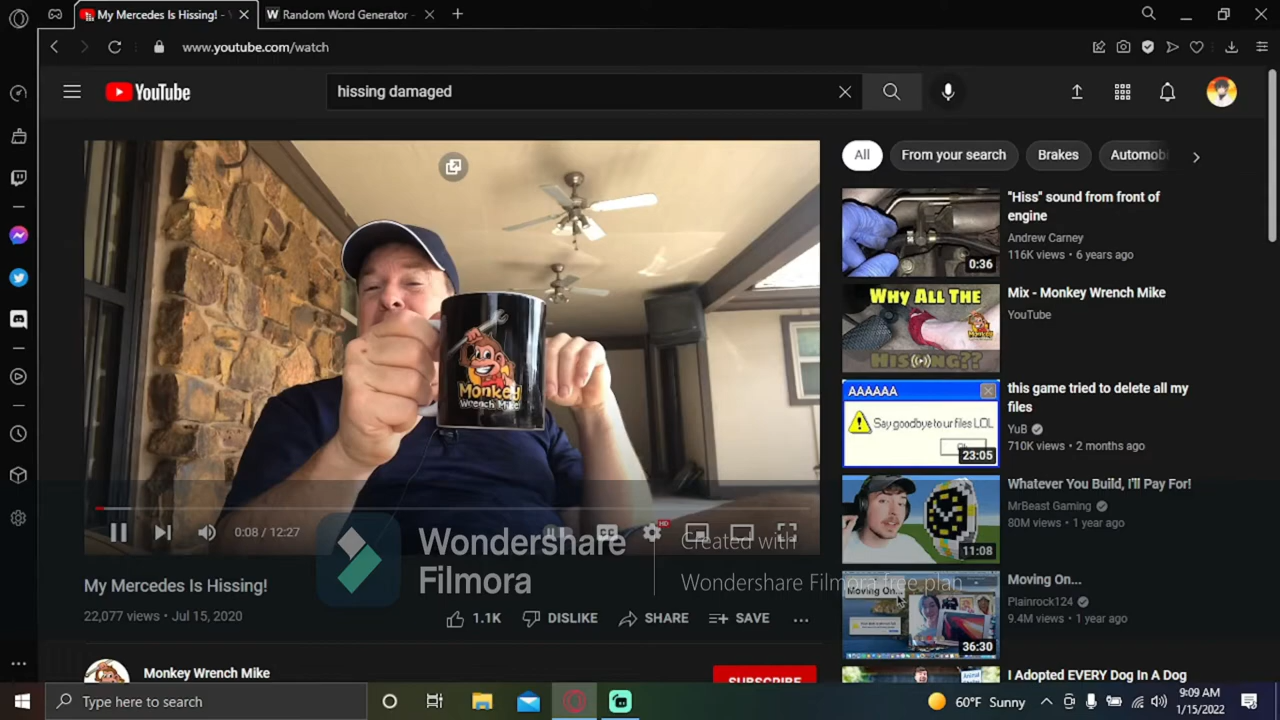 My Mercedes Is Hissing! -
Random Word Generator -
www.youtube.com/watch
YouTube
hissing damaged
All
From your search
Brakes
Automobi
"Hiss" sound from front of
engine
Andrew Carney
116K views • 6 years ago
0:36
WHY ALL THE
HISSING??
Mix - Monkey Wrench Mike
YouTube
AAAAAA
Say goodbye to ur files LOL
23:05
this game tried to delete all my
files
YuB
710K views • 2 months ago
Whatever You Build, I'll Pay For!
MrBeast Gaming
80M views • 1 year ago
11:08
Moving On...
Moving On...
Plainrock124
9.4M views • 1 year ago
36:30
I Adopted EVERY Dog In A Dog
Monkey
Wrench Mike
0:08 / 12:27
CC
HD
Wondershare
Filmora
Created with
Wondershare Filmora free plan
My Mercedes Is Hissing!
22,077 views • Jul 15, 2020
1.1K
DISLIKE
SHARE
SAVE
Monkey Wrench Mike
SUBSCRIBE
Type here to search
60°F Sunny
9:09 AM
1/15/2022